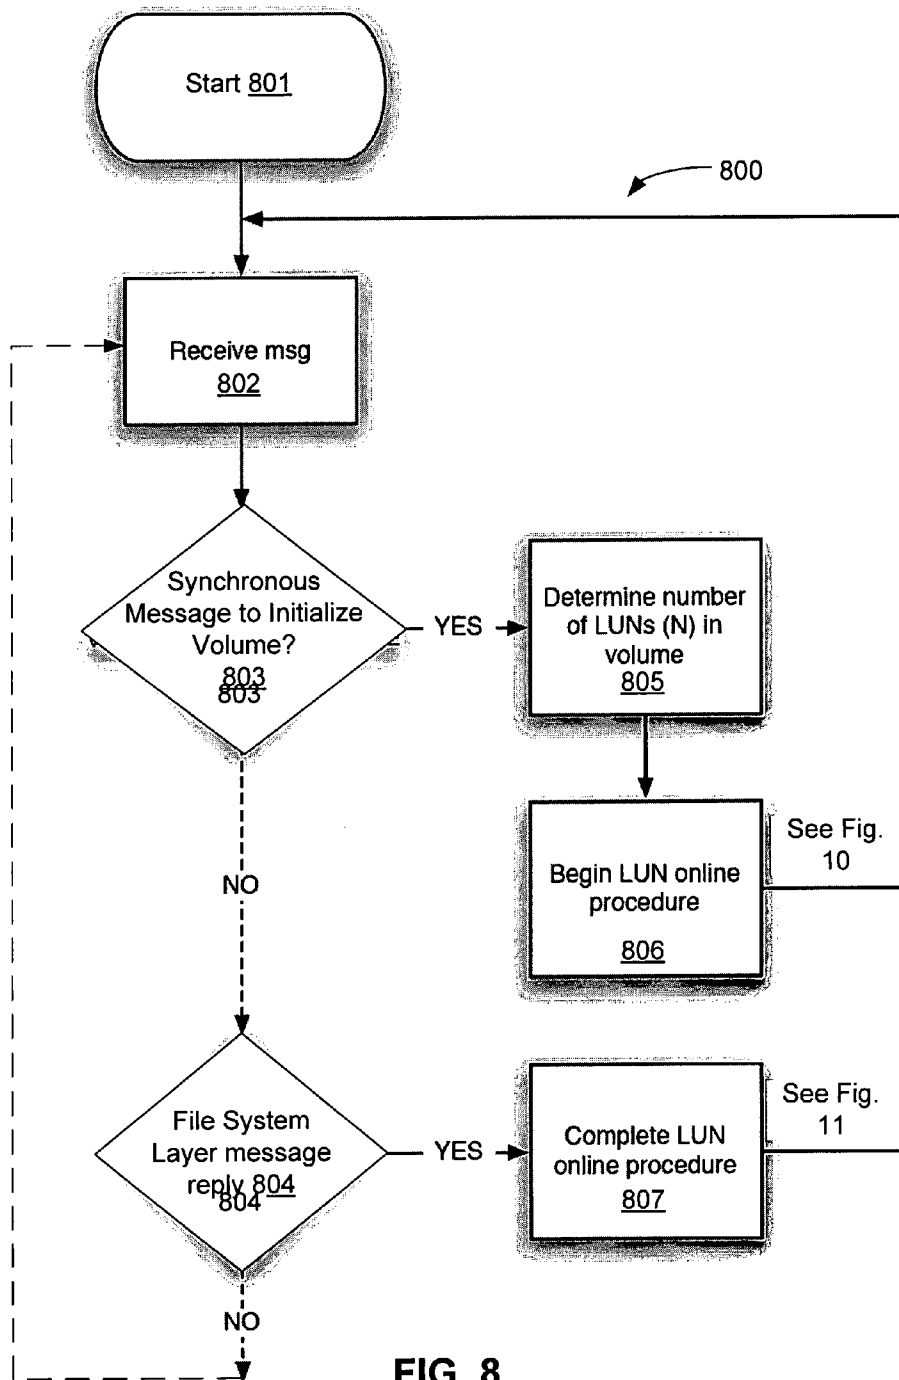 Start 801
800
Receive msg
802
Synchronous
Message to Initialize
Volume?
803
803
YES
Determine number
of LUNs (N) in
volume
805
NO
Begin LUN online
procedure
806
See Fig.
10
File System
Layer message
reply 804
804
YES
Complete LUN
online procedure
807
See Fig.
11
NO
FIG. 8